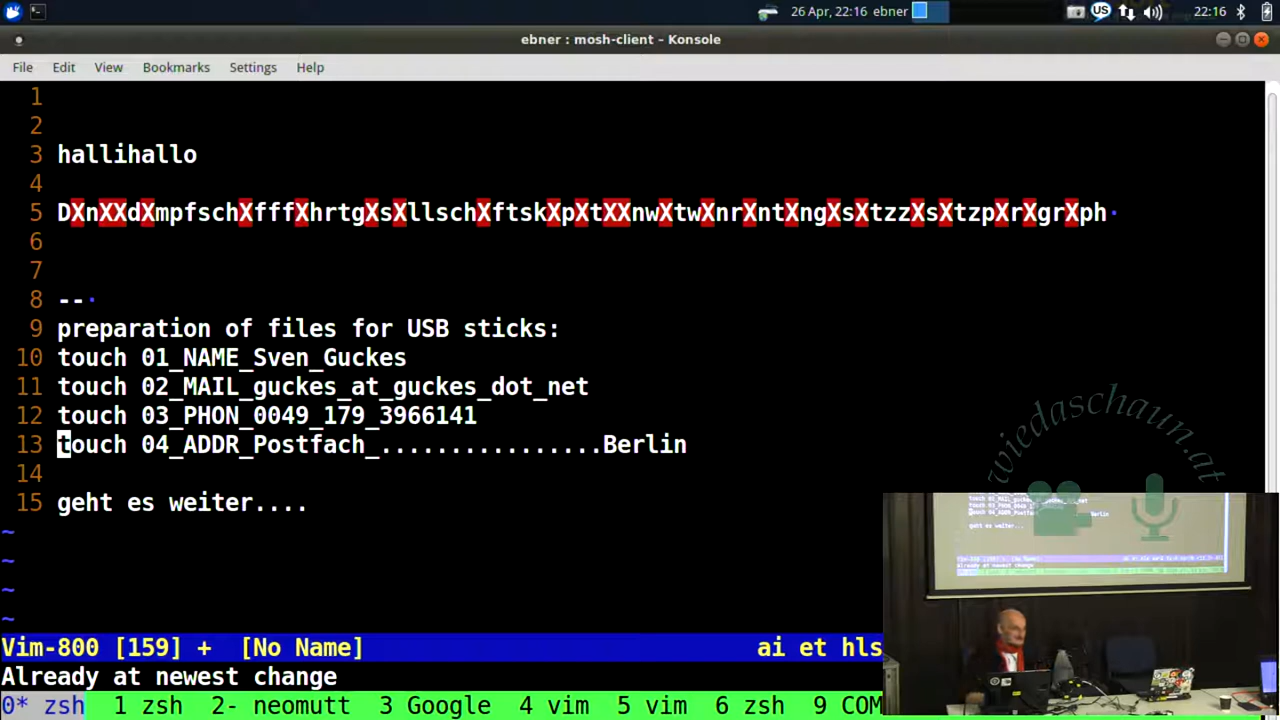 26 Apr, 22:16 ebner
US
22:16
ebner : mosh-client – Konsole
File Edit View Bookmarks Settings Help
1
2
3 hallihallo
4
5 DXnXXdXmpfschXfffXhrtgXsXllschXftskXpXtXXnwXtwXnrXntXngXsXtzzXsXtzpXrXgrXph·
6
7
8 --·
9 preparation of files for USB sticks:
10 touch 01_NAME_Sven_Guckes
11 touch 02_MAIL_guckes_at_guckes_dot_net
12 touch 03_PHON_0049_179_3966141
13 touch 04_ADDR_Postfach_................Berlin
14
15 geht es weiter....
~
~
~
~
Vim-800 [159] + [No Name] ai et hls
Already at newest change
0* zsh 1 zsh 2- neomutt 3 Google 4 vim 5 vim 6 zsh 9 COM
wiedaschaun.at